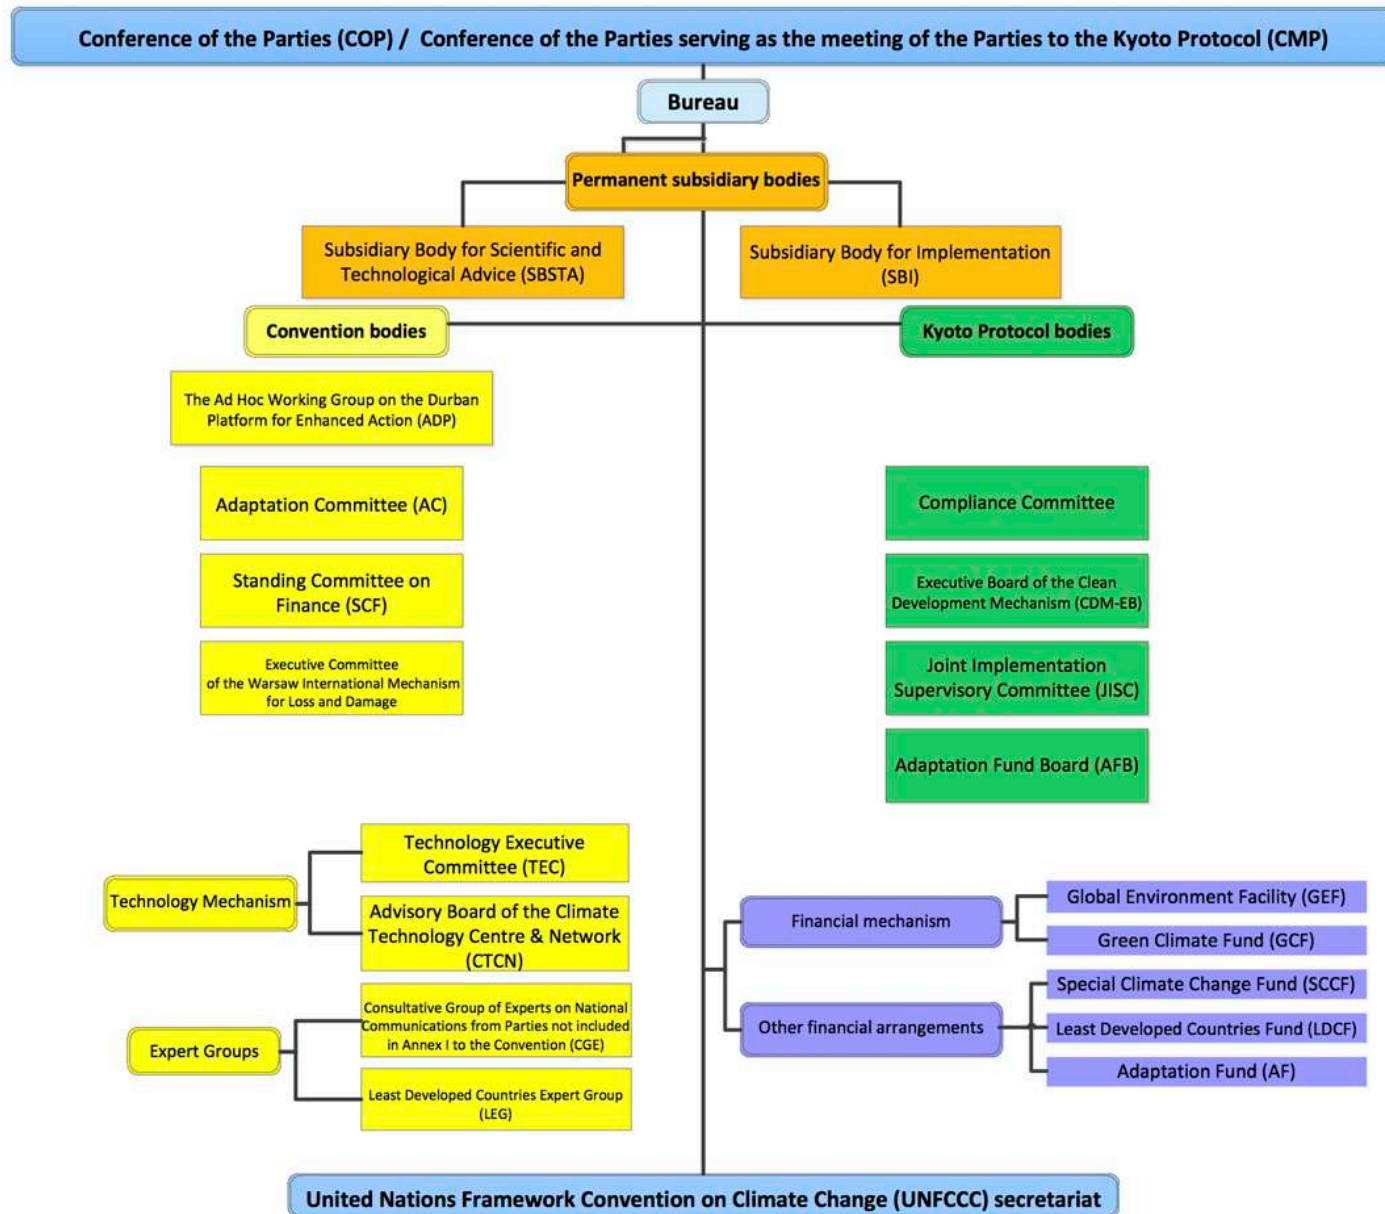 Conference of the Parties (COP) / Conference of the Parties serving as the meeting of the Parties to the Kyoto Protocol (CMP)
Bureau
Permanent subsidiary bodies
Subsidiary Body for Scientific and
Technological Advice (SBSTA)
Subsidiary Body for Implementation
(SBI)
Convention bodies
Kyoto Protocol bodies
The Ad Hoc Working Group on the Durban
Platform for Enhanced Action (ADP)
Adaptation Committee (AC)
Standing Committee on
Finance (SCF)
Executive Committee
of the Warsaw International Mechanism
for Loss and Damage
Compliance Committee
Executive Board of the Clean
Development Mechanism (CDM-EB)
Joint Implementation
Supervisory Committee (JISC)
Adaptation Fund Board (AFB)
Technology Mechanism
Technology Executive
Committee (TEC)
Advisory Board of the Climate
Technology Centre & Network
(CTCN)
Expert Groups
Consultative Group of Experts on National
Communications from Parties not included
in Annex I to the Convention (CGE)
Least Developed Countries Expert Group
(LEG)
Financial mechanism
Global Environment Facility (GEF)
Green Climate Fund (GCF)
Other financial arrangements
Special Climate Change Fund (SCCF)
Least Developed Countries Fund (LDCF)
Adaptation Fund (AF)
United Nations Framework Convention on Climate Change (UNFCCC) secretariat